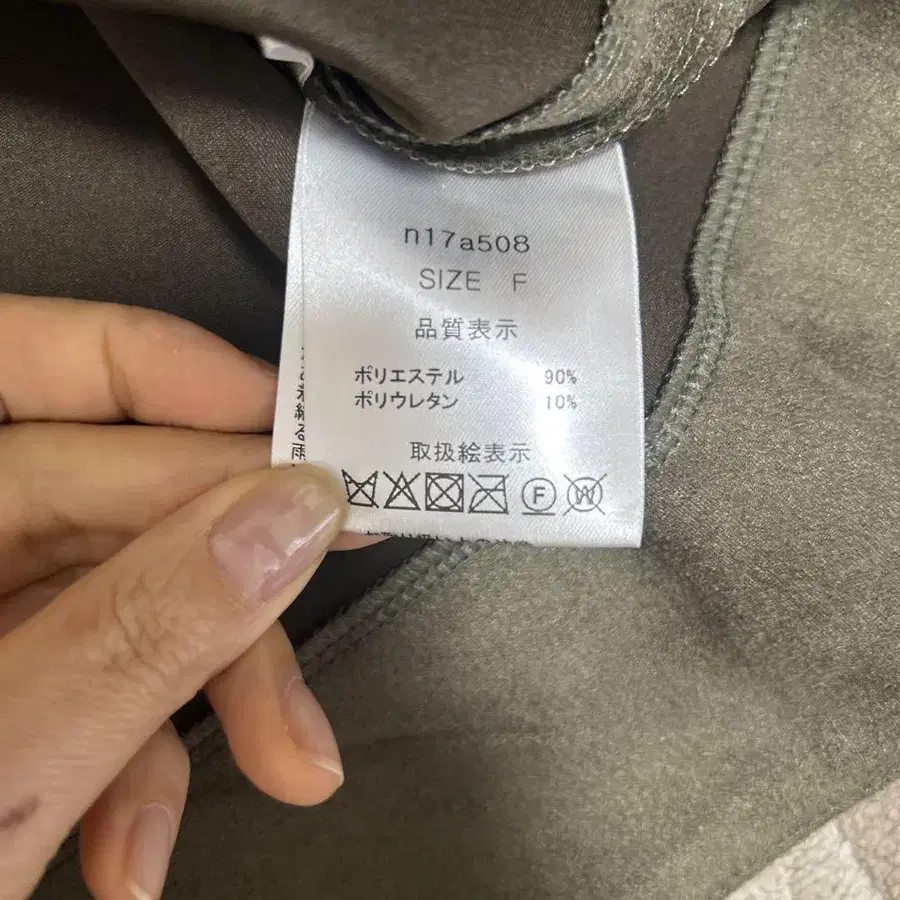 n17a508
SIZE F
品質表示
ポリエステル 90%
ポリウレタン 10%
取扱絵表示
F W